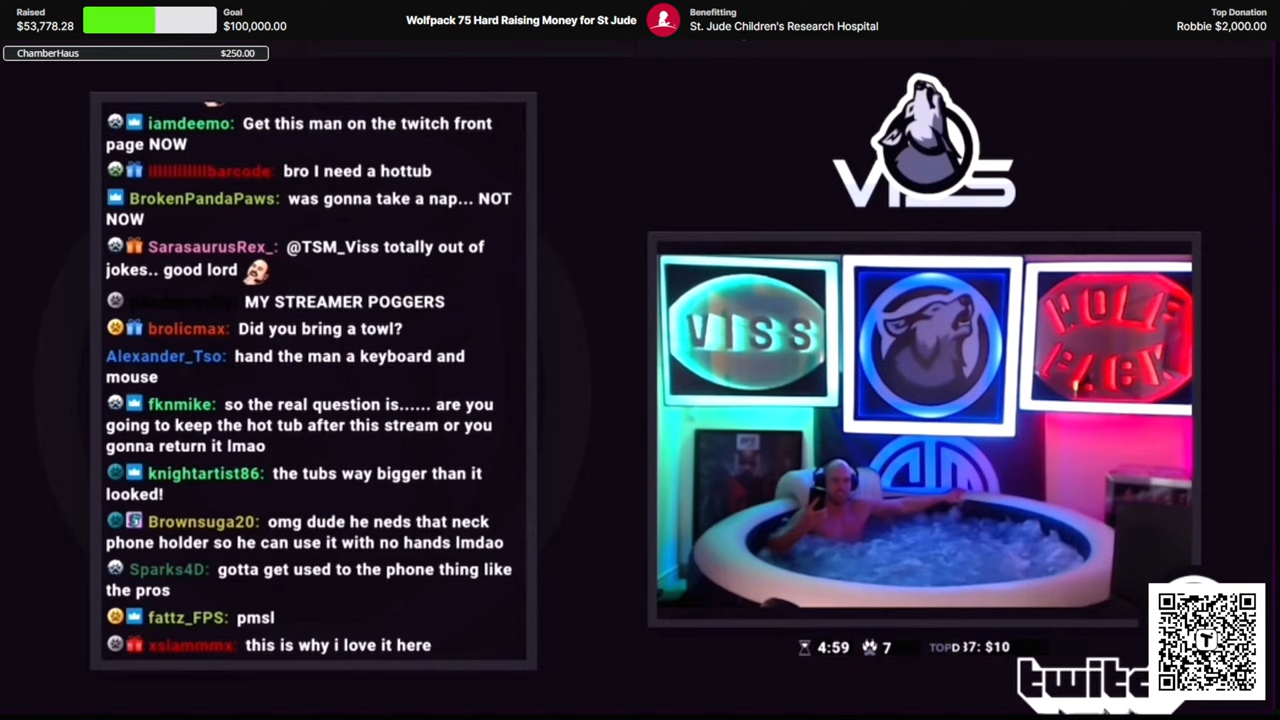 Raised
$53,778.28
Goal
$100,000.00
Wolfpack 75 Hard Raising Money for St Jude
Benefitting
St. Jude Children's Research Hospital
Top Donation
Robbie $2,000.00
ChamberHaus $250.00
iamdeemo: Get this man on the twitch front
page NOW
barcode: bro I need a hottub
BrokenPandaPaws: was gonna take a nap... NOT
NOW
SarasaurusRex_: @TSM_Viss totally out of
jokes.. good lord
MY STREAMER POGGERS
brolicmax: Did you bring a towl?
Alexander_Tso: hand the man a keyboard and
mouse
fknmike: so the real question is...... are you
going to keep the hot tub after this stream or you
gonna return it lmao
knightartist86: the tubs way bigger than it
looked!
Brownsuga20: omg dude he neds that neck
phone holder so he can use it with no hands lmdao
Sparks4D: gotta get used to the phone thing like
the pros
fattz_FPS: pmsl
xslammmx: this is why i love it here
VISS
VISS
WOLF
PACK
4:59
7
TOPD
37: $10
twitc
T